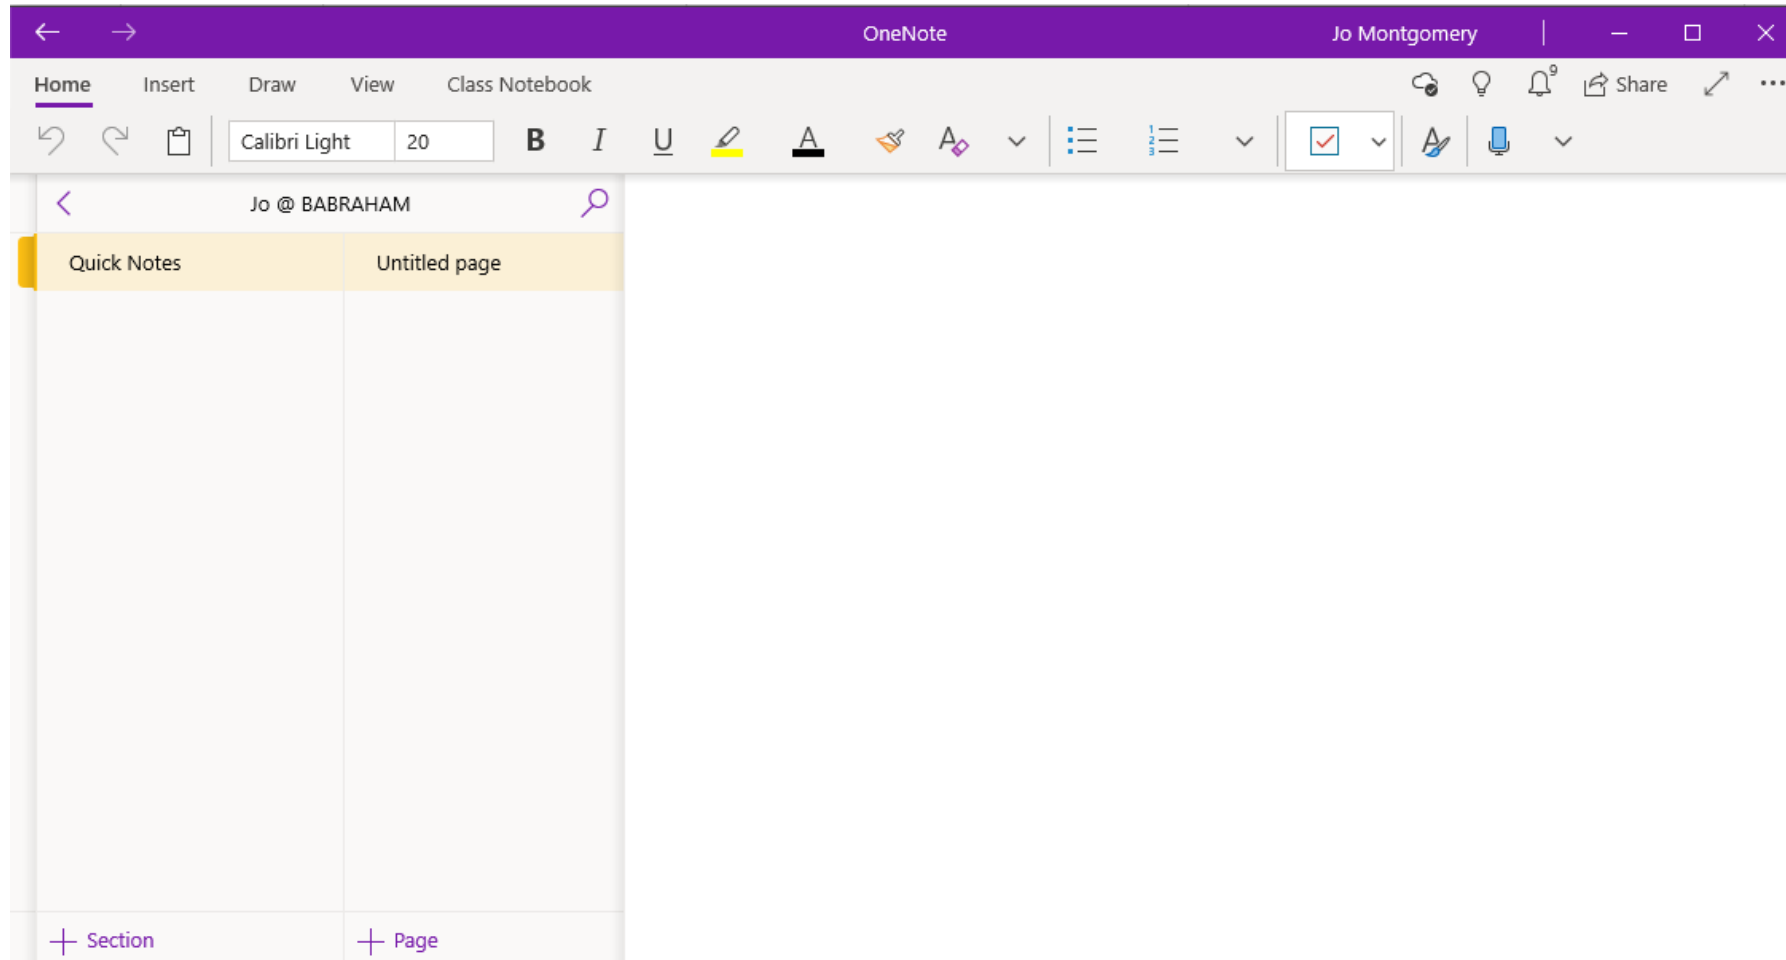 OneNote
Jo Montgomery
Home Insert Draw View Class Notebook
9
Share
Calibri Light 20 B I U A A
Jo @ BABRAHAM
Quick Notes Untitled page
Section Page